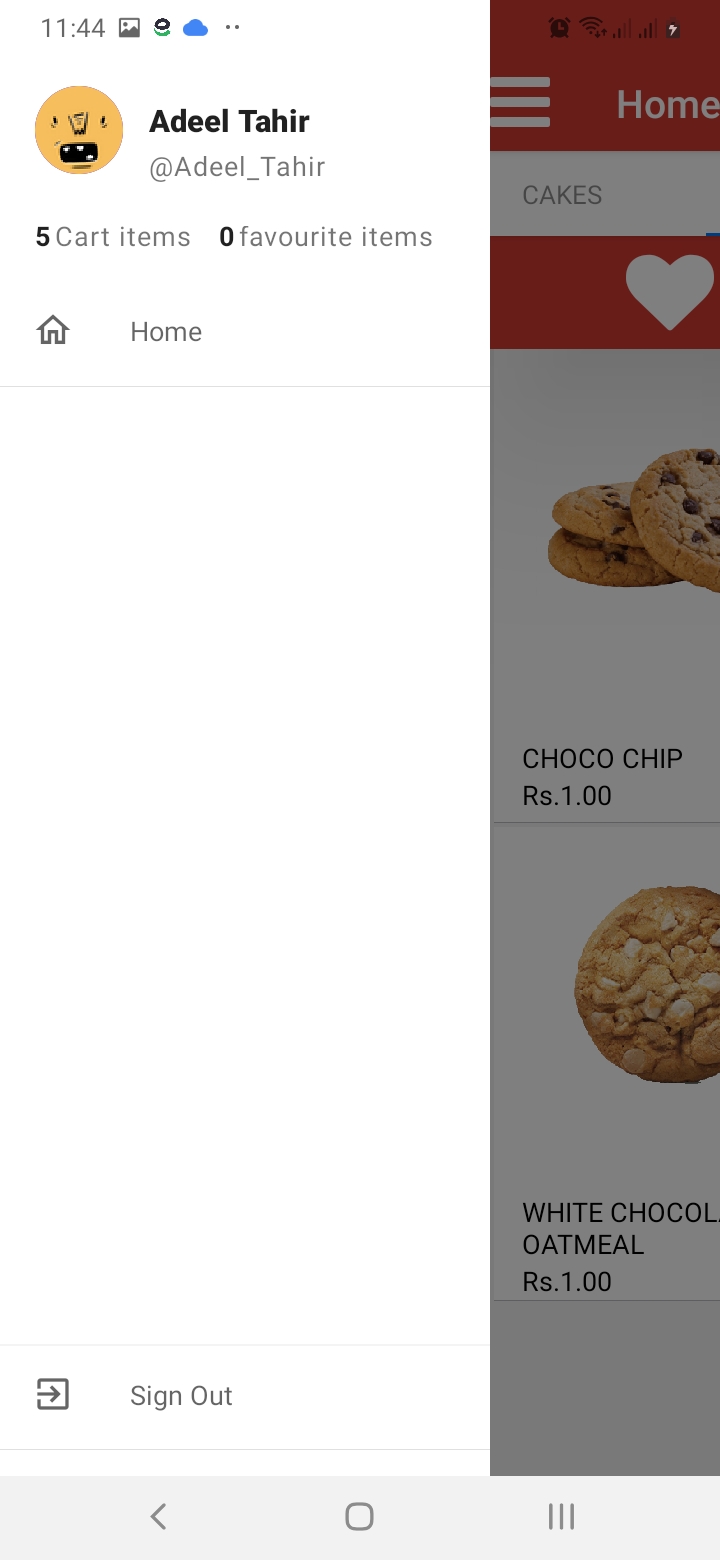 11:44
Adeel Tahir
@Adeel_Tahir
5 Cart items 0 favourite items
Home
Sign Out
Home
CAKES
CHOCO CHIP
Rs.1.00
WHITE CHOCOL
OATMEAL
Rs.1.00